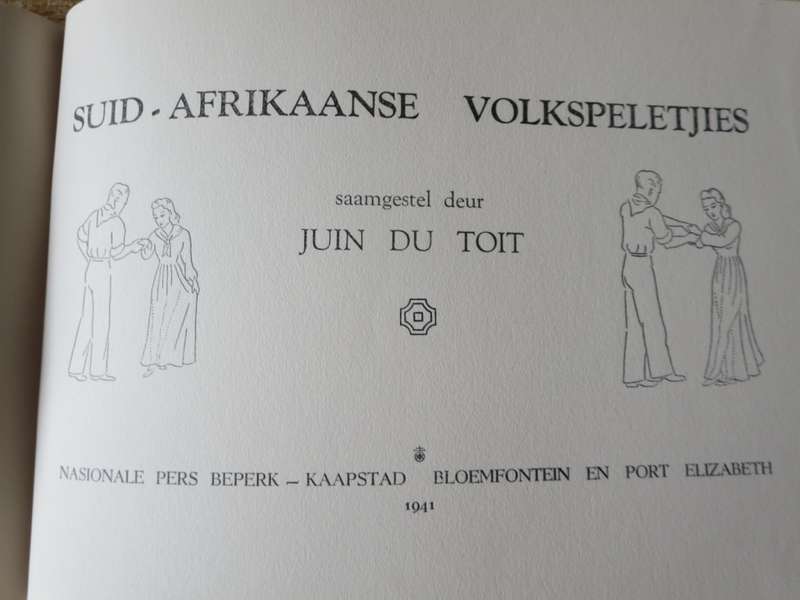 SUID - AFRIKAANSE VOLKSPELETJIES
saamgestel deur
JUIN DU TOIT
NASIONALE PERS BEPERK – KAAPSTAD BLOEMFONTEIN EN PORT ELIZABETH
1941